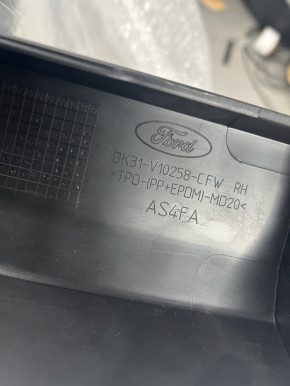 Ford
BK31-V10258-CFW RH
>TPO-(PP+EPDM)-MD20<
AS4FA